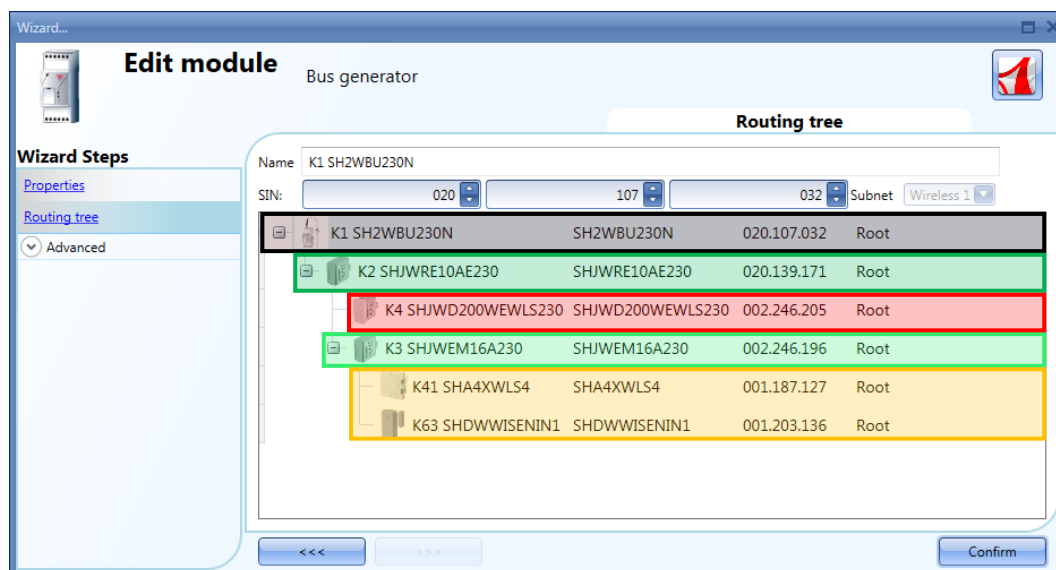 Wizard...
Edit module
Bus generator
Routing tree
Wizard Steps
Properties
Routing tree
Advanced
Name K1 SH2WBU230N
SIN: 020 107 032 Subnet Wireless 1
K1 SH2WBU230N SH2WBU230N 020.107.032 Root
K2 SHJWRE10AE230 SHJWRE10AE230 020.139.171 Root
K4 SHJWD200WEWLS230 SHJWD200WEWLS230 002.246.205 Root
K3 SHJWEM16A230 SHJWEM16A230 002.246.196 Root
K41 SHA4XWLS4 SHA4XWLS4 001.187.127 Root
K63 SHDWWISENIN1 SHDWWISENIN1 001.203.136 Root
<<< >>> Confirm